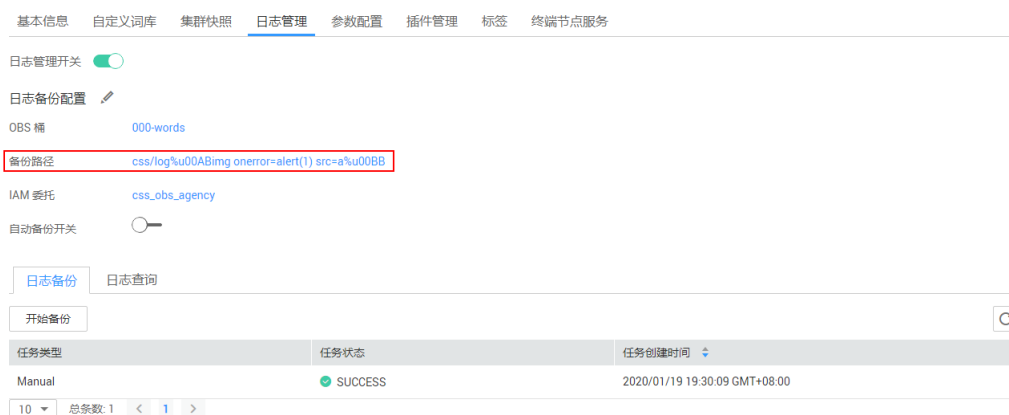 基本信息 自定义词库 集群快照 日志管理 参数配置 插件管理 标签 终端节点服务
日志管理开关
日志备份配置
OBS 桶 000-words
备份路径 css/log%u00ABimg onerror=alert(1) src=a%u00BB
IAM 委托 css_obs_agency
自动备份开关
日志备份 日志查询
开始备份
任务类型 任务状态 任务创建时间
Manual SUCCESS 2020/01/19 19:30:09 GMT+08:00
10 总条数: 1 < 1 >